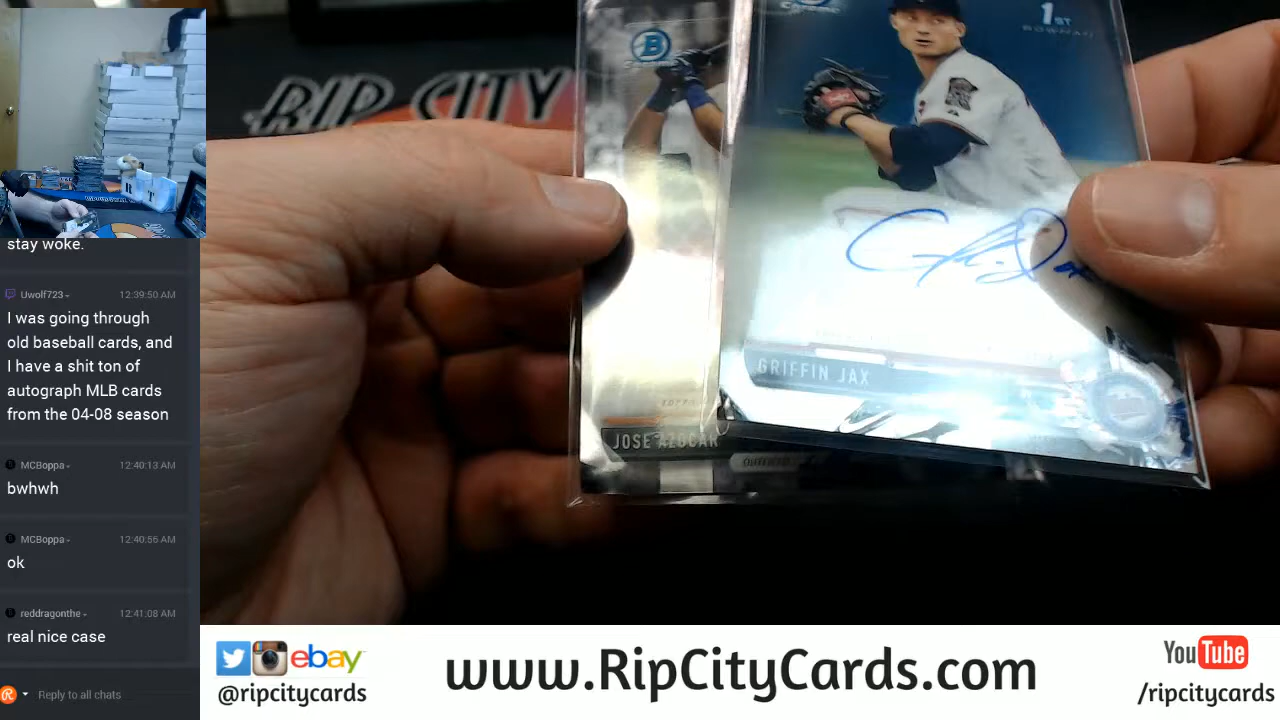 stay woke.
Uwolf723
12:39:50 AM
I was going through
old baseball cards, and
I have a shit ton of
autograph MLB cards
from the 04-08 season
MCBoppa
12:40:13 AM
bwhwh
MCBoppa
12:40:56 AM
ok
reddragonthe
12:41:08 AM
real nice case
Reply to all chats
RIP CITY
B
1ST
BOWMAN
GRIFFIN JAX
JOSE AZOCAR
OUTFIELD
ebay
@ripcitycards
www.RipCityCards.com
YouTube
/ripcitycards